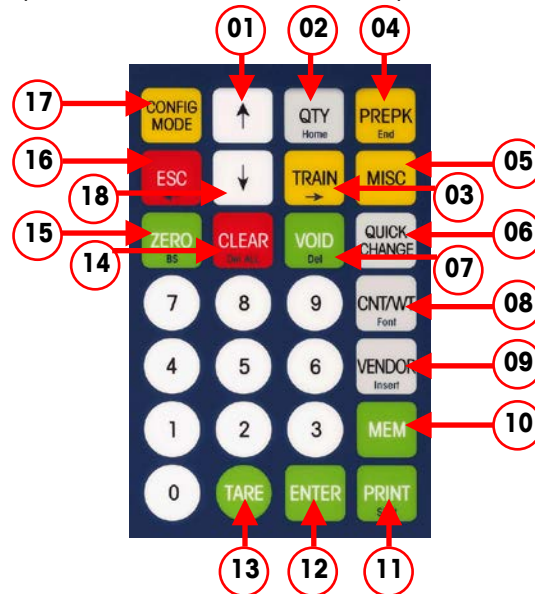 01
02
04
17
CONFIG
MODE
↑
QTY
Home
PREPK
End
16
ESC
↓
TRAIN
→
MISC
05
18
03
15
ZERO
BS
CLEAR
Del ALL
VOID
Del
QUICK
CHANGE
06
14
07
7
8
9
CNT/WT
Font
08
4
5
6
VENDOR
Insert
09
1
2
3
MEM
10
0
TARE
ENTER
PRINT
13
12
11